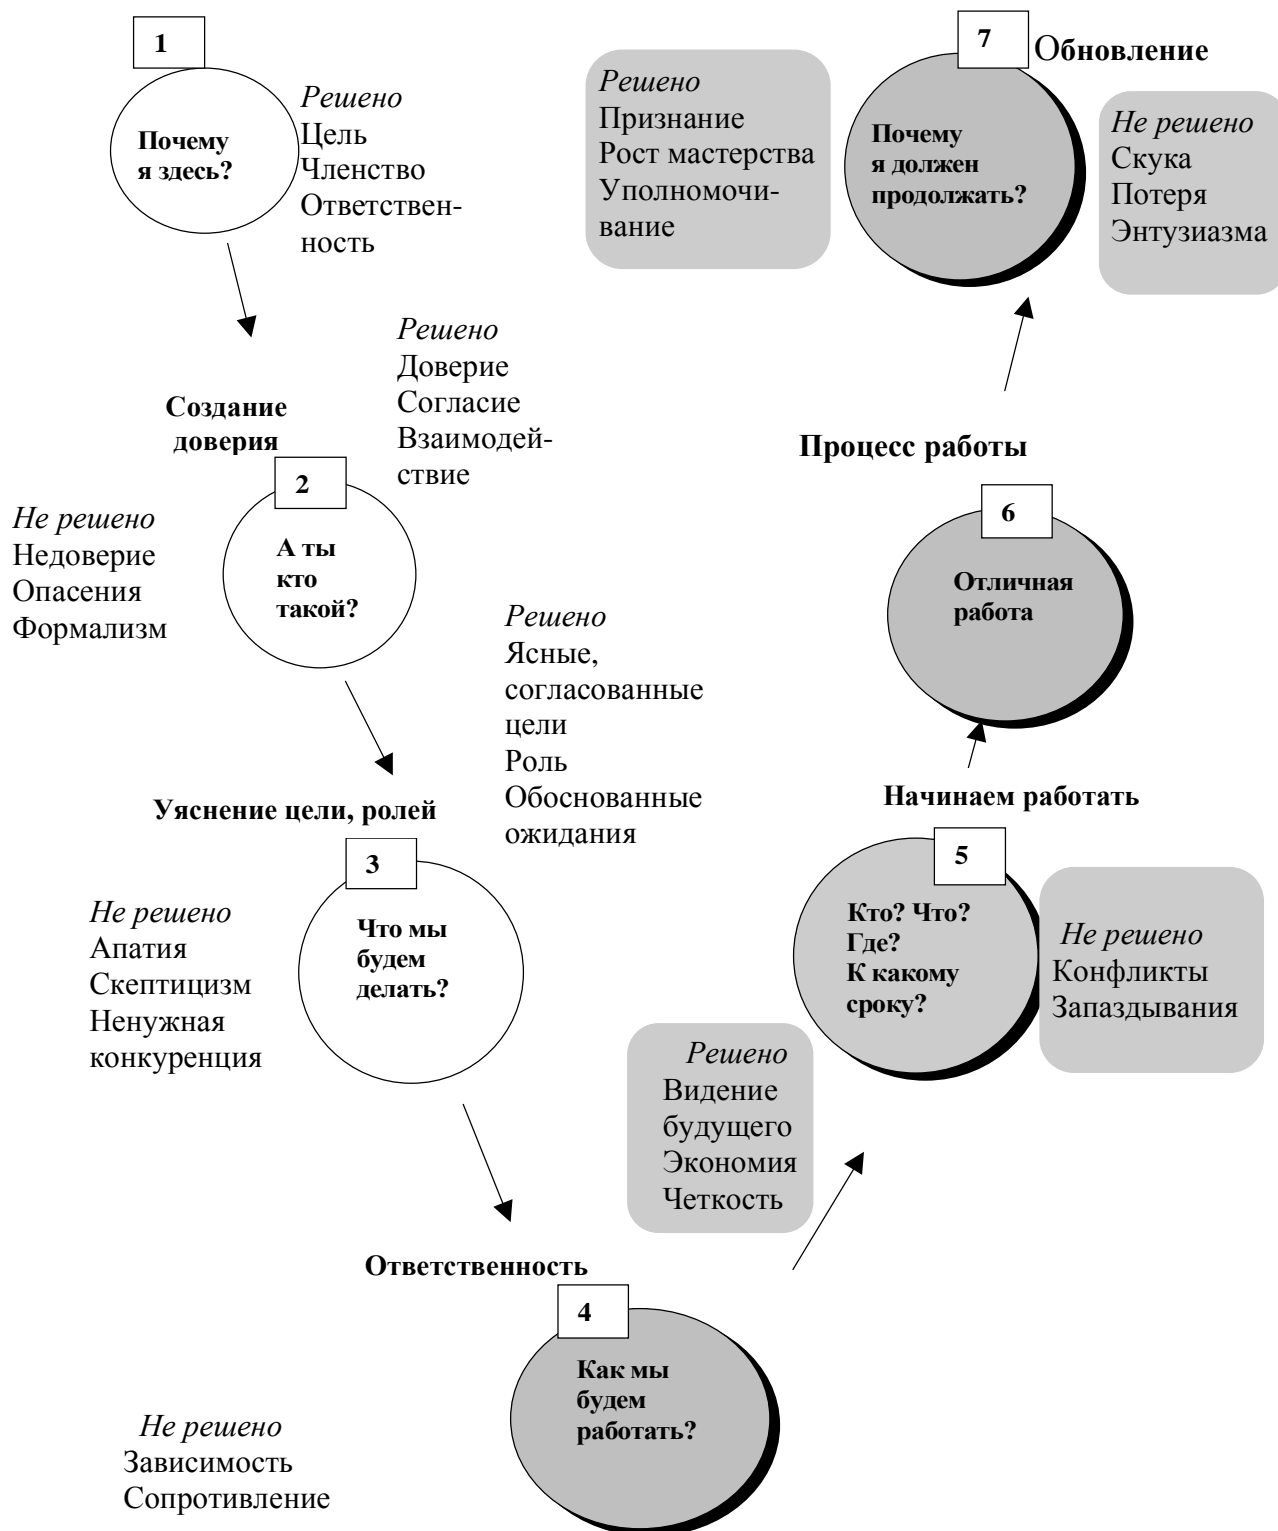 1
Почему
я здесь?
Решено
Цель
Членство
Ответствен-
ность
Создание
доверия
2
А ты
кто
такой?
Решено
Доверие
Согласие
Взаимодей-
ствие
Не решено
Недоверие
Опасения
Формализм
Уяснение цели, ролей
3
Что мы
будем
делать?
Решено
Ясные,
согласованные
цели
Роль
Обоснованные
ожидания
Не решено
Апатия
Скептицизм
Ненужная
конкуренция
Ответственность
4
Как мы
будем
работать?
Не решено
Зависимость
Сопротивление
Решено
Видение
будущего
Экономия
Четкость
Начинаем работать
5
Кто? Что?
Где?
К какому
сроку?
Не решено
Конфликты
Запаздывания
Процесс работы
6
Отличная
работа
7
Обновление
Почему
я должен
продолжать?
Решено
Признание
Рост мастерства
Уполномочи-
вание
Не решено
Скука
Потеря
Энтузиазма